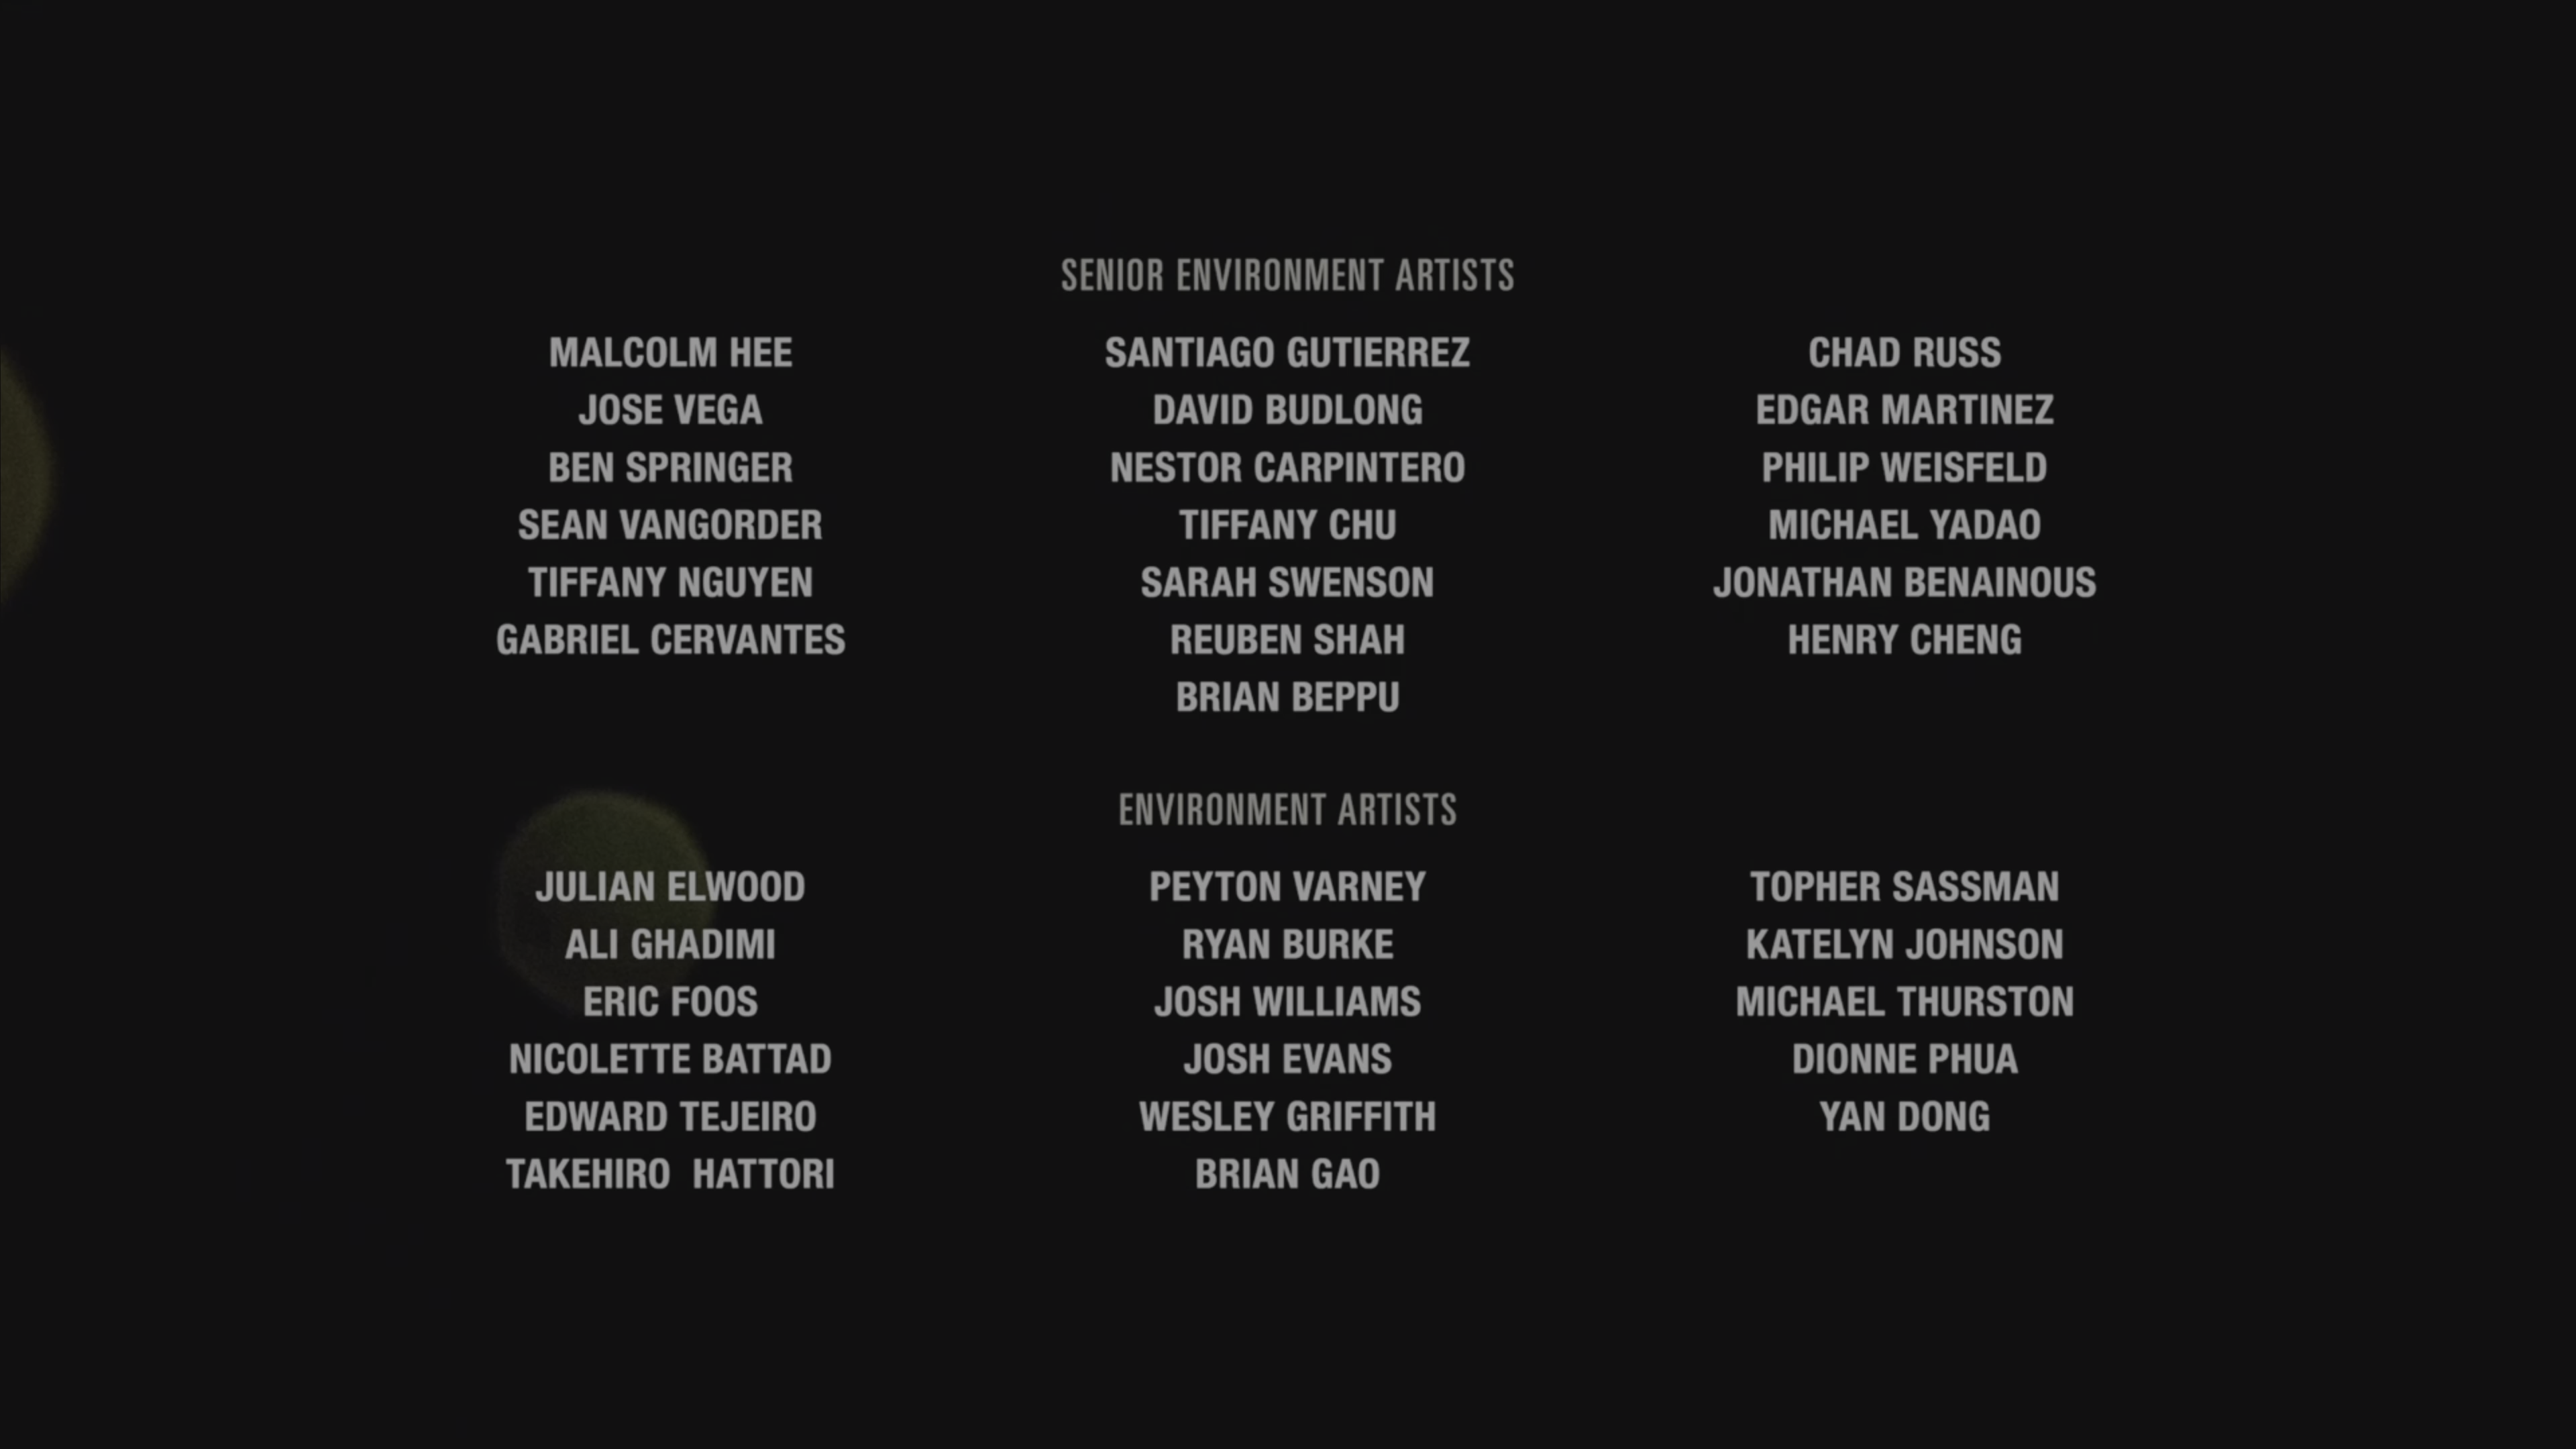 SENIOR ENVIRONMENT ARTISTS
MALCOLM HEE SANTIAGO GUTIERREZ CHAD RUSS
JOSE VEGA DAVID BUDLONG EDGAR MARTINEZ
BEN SPRINGER NESTOR CARPINTERO PHILIP WEISFELD
SEAN VANGORDER TIFFANY CHU MICHAEL YADAO
TIFFANY NGUYEN SARAH SWENSON JONATHAN BENAINOUS
GABRIEL CERVANTES REUBEN SHAH HENRY CHENG
BRIAN BEPPU
ENVIRONMENT ARTISTS
JULIAN ELWOOD PEYTON VARNEY TOPHER SASSMAN
ALI GHADIMI RYAN BURKE KATELYN JOHNSON
ERIC FOOS JOSH WILLIAMS MICHAEL THURSTON
NICOLETTE BATTAD JOSH EVANS DIONNE PHUA
EDWARD TEJEIRO WESLEY GRIFFITH YAN DONG
TAKEHIRO  HATTORI BRIAN GAO